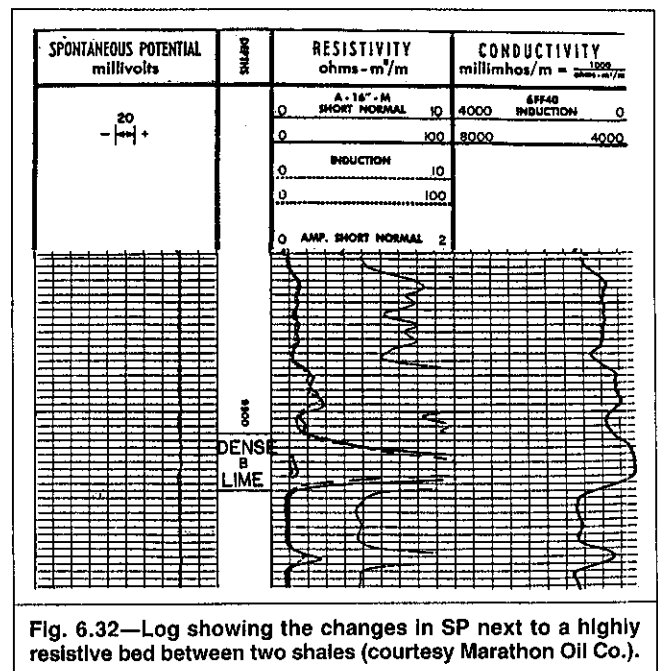 SPONTANEOUS POTENTIAL
millivolts
20
- +
DEPTHS
RESISTIVITY
ohms-m²/m
A-16"-M
0 SHORT NORMAL 10
0 100
INDUCTION
0 10
0 100
0 AMP. SHORT NORMAL 2
CONDUCTIVITY
millimhos/m = 1000
ohms-m²/m
6FF40
4000 INDUCTION 0
8000 4000
9900
DENSE
B
LIME
Fig. 6.32—Log showing the changes in SP next to a highly
resistive bed between two shales (courtesy Marathon Oil Co.).